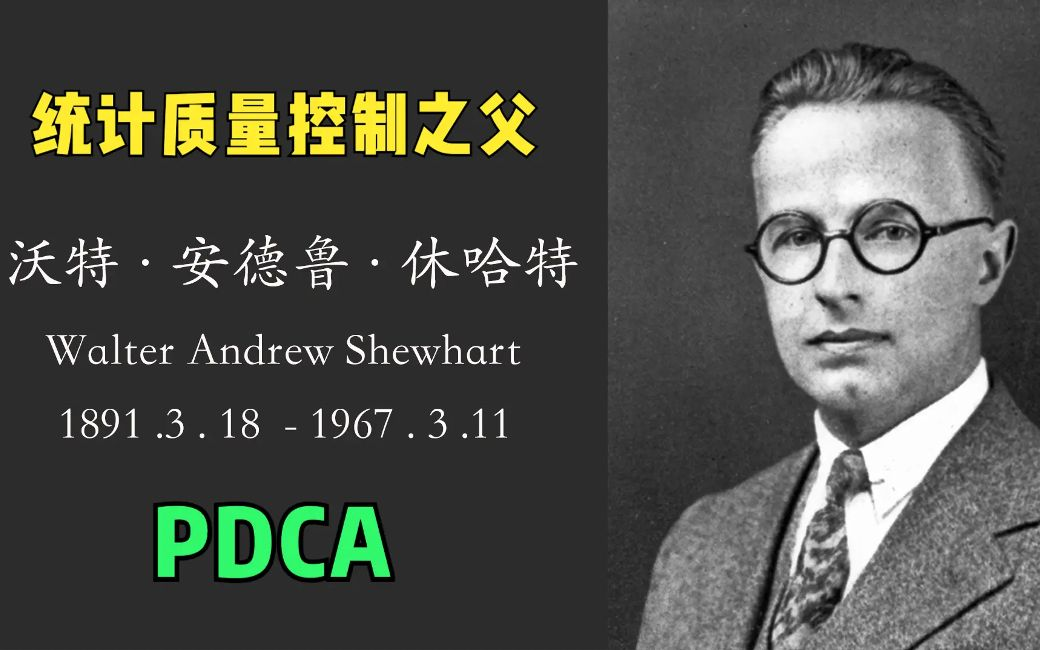 统计质量控制之父
沃特·安德鲁·休哈特
Walter Andrew Shewhart
1891 .3 . 18 - 1967 . 3 .11
PDCA